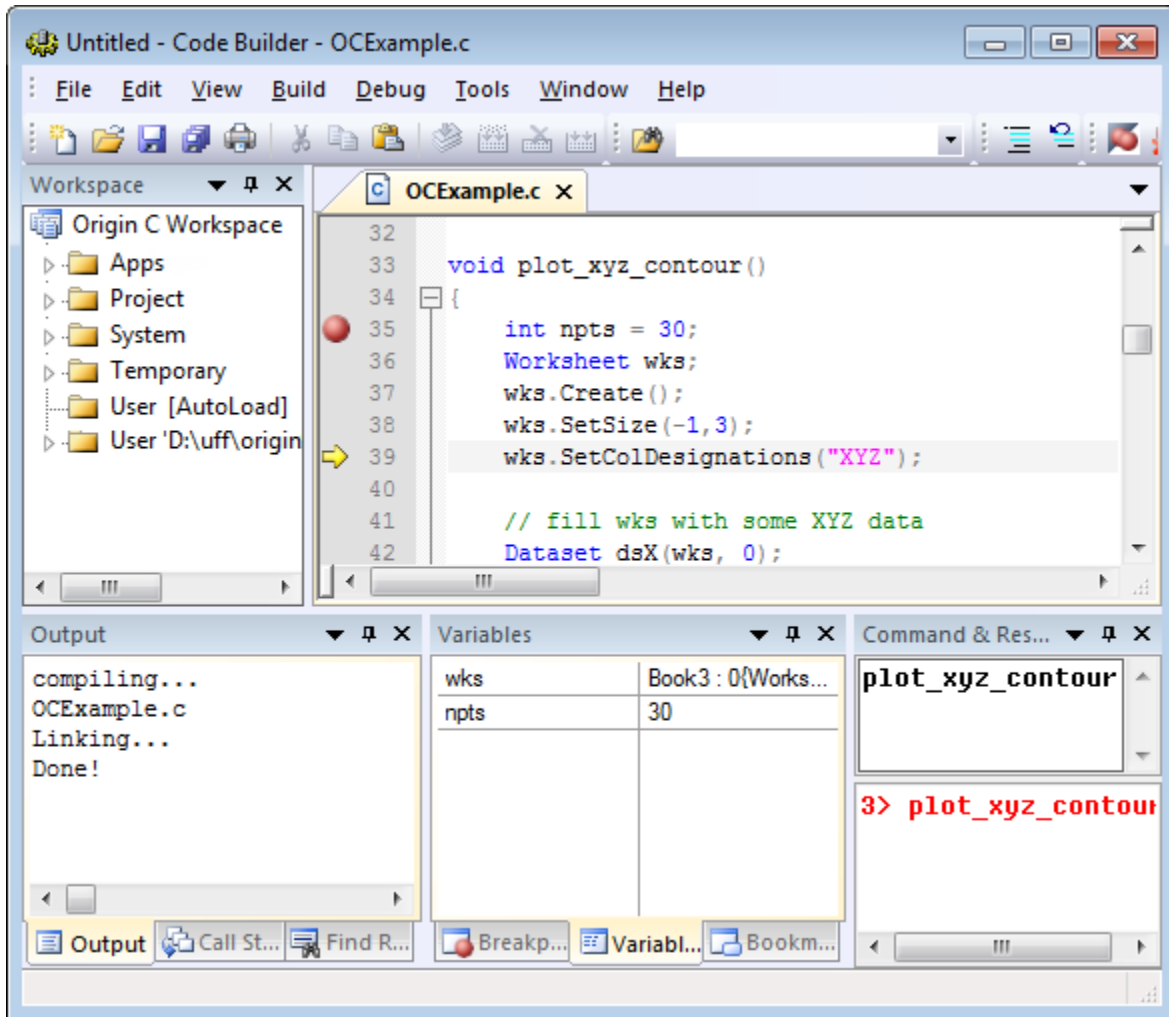 Untitled - Code Builder - OCExample.c
File Edit View Build Debug Tools Window Help
Workspace
Origin C Workspace
Apps
Project
System
Temporary
User [AutoLoad]
User 'D:\uff\origin
OCExample.c
32
33 void plot_xyz_contour()
34 {
35 int npts = 30;
36 Worksheet wks;
37 wks.Create();
38 wks.SetSize(-1,3);
39 wks.SetColDesignations("XYZ");
40
41 // fill wks with some XYZ data
42 Dataset dsX(wks, 0);
Output
compiling...
OCExample.c
Linking...
Done!
Output Call St... Find R...
Variables
wks Book3 : 0{Works...
npts 30
Breakp... Variabl... Bookm...
Command & Res...
plot_xyz_contour
3> plot_xyz_contour